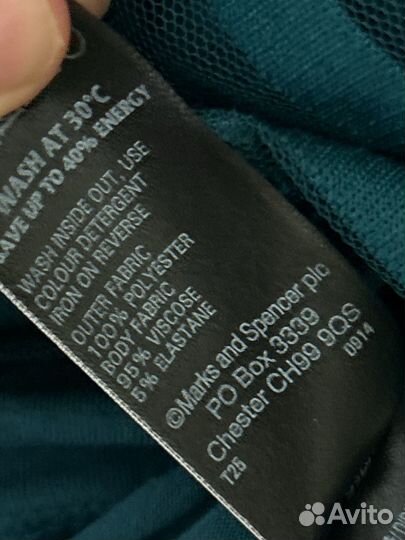 WASH AT 30°C
SAVE UP TO 40% ENERGY
WASH INSIDE OUT, USE
COLOUR DETERGENT
IRON ON REVERSE
OUTER FABRIC
100% POLYESTER
BODY FABRIC
95% VISCOSE
5% ELASTANE
©Marks and Spencer plc
PO Box 3339
Chester CH99 9QS
T25
0914
Avito